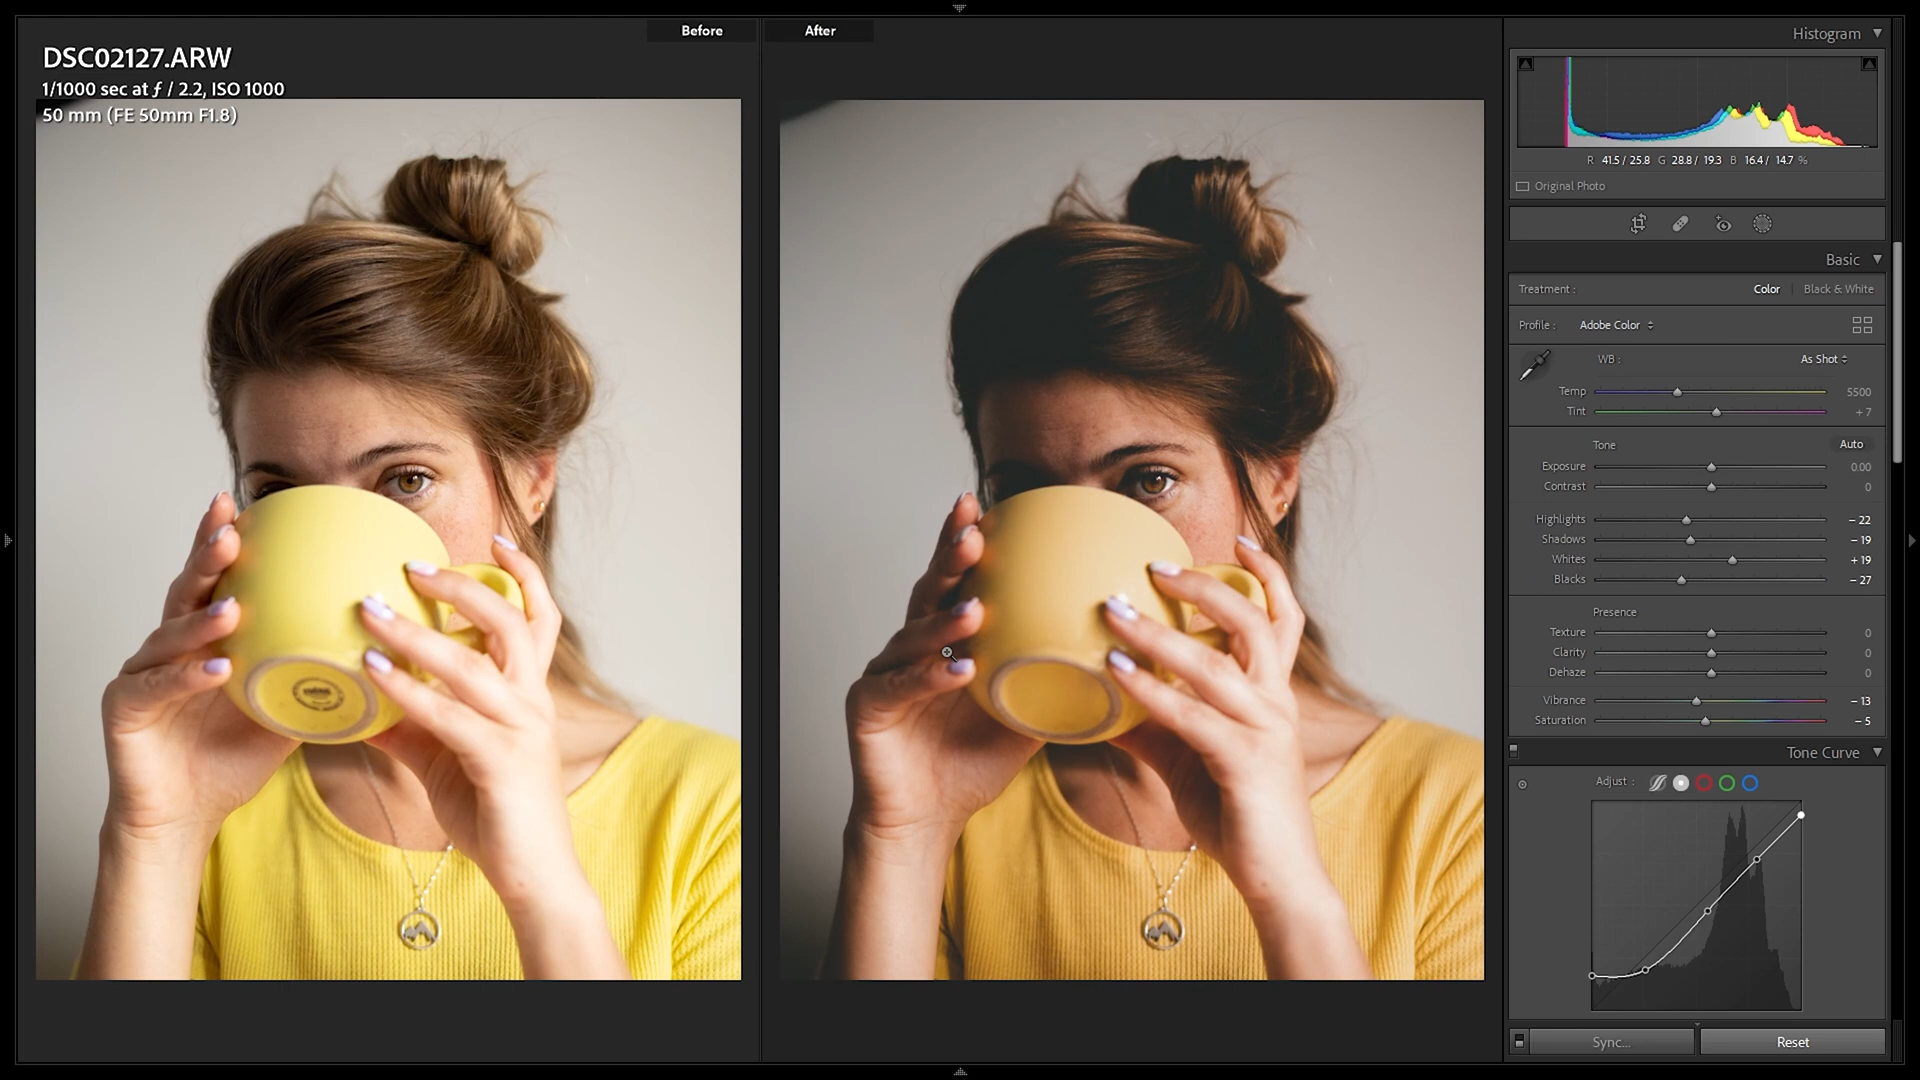 Before
After
DSC02127.ARW
1/1000 sec at ƒ / 2.2, ISO 1000
50 mm (FE 50mm F1.8)
Histogram
R 41.5 / 25.8 G 28.8 / 19.3 B 16.4 / 14.7 %
Original Photo
Basic
Treatment : Color Black & White
Profile : Adobe Color
WB : As Shot
Temp 5500
Tint + 7
Tone Auto
Exposure 0.00
Contrast 0
Highlights – 22
Shadows – 19
Whites + 19
Blacks – 27
Presence
Texture 0
Clarity 0
Dehaze 0
Vibrance – 13
Saturation – 5
Tone Curve
Adjust :
Sync...
Reset